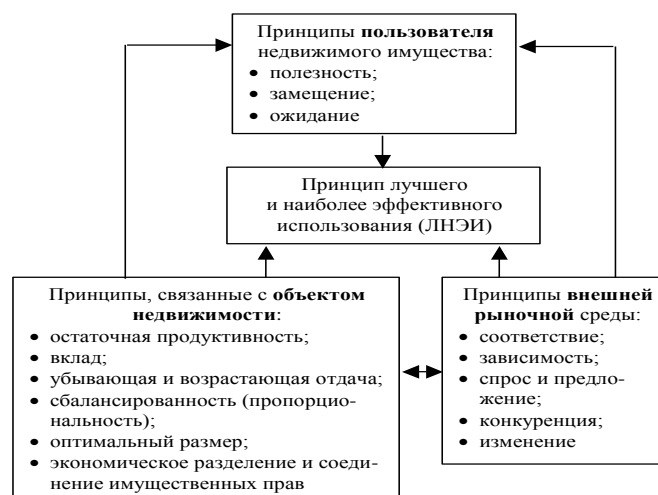 Принципы пользователя
недвижимого имущества:
• полезность;
• замещение;
• ожидание
Принцип лучшего
и наиболее эффективного
использования (ЛНЭИ)
Принципы, связанные с объектом
недвижимости:
• остаточная продуктивность;
• вклад;
• убывающая и возрастающая отдача;
• сбалансированность (пропорцио-
нальность);
• оптимальный размер;
• экономическое разделение и соеди-
нение имущественных прав
Принципы внешней
рыночной среды:
• соответствие;
• зависимость;
• спрос и предло-
жение;
• конкуренция;
• изменение